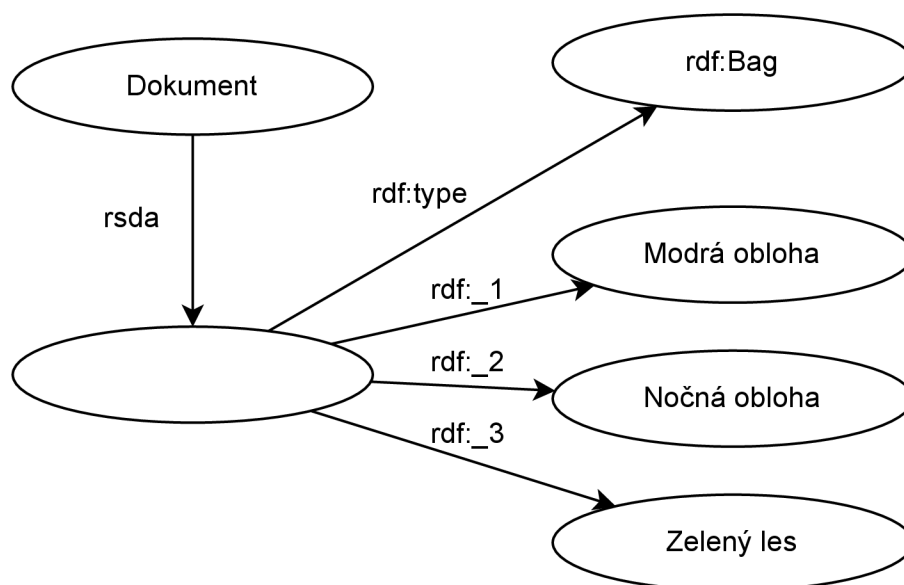 Dokument
rdf:Bag
rsda
rdf:type
Modrá obloha
rdf:_1
rdf:_2
Nočná obloha
rdf:_3
Zelený les